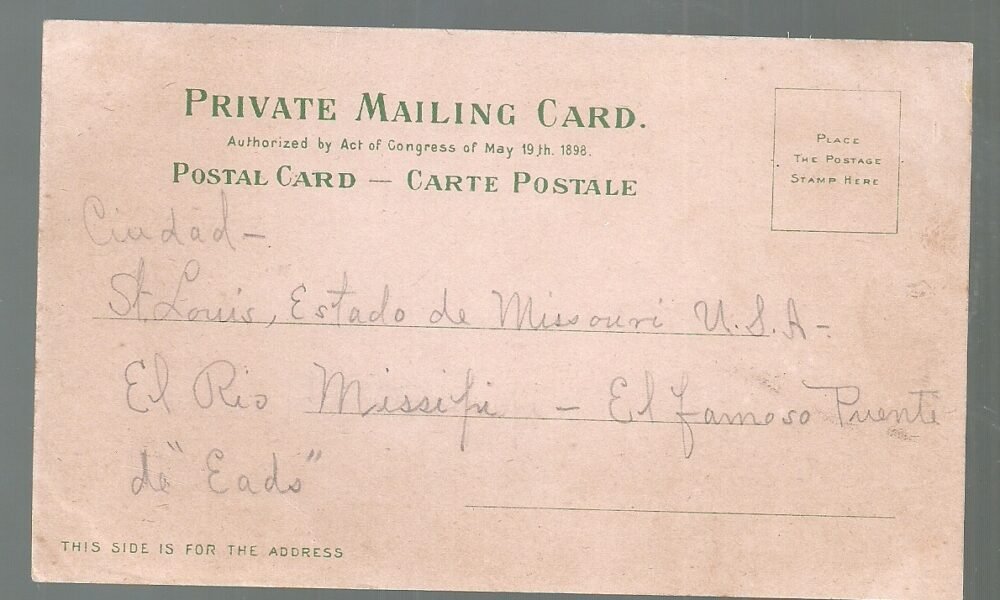 PRIVATE MAILING CARD.
Authorized by Act of Congress of May 19th. 1898.
POSTAL CARD — CARTE POSTALE
PLACE
THE POSTAGE
STAMP HERE
Ciudad —
St. Louis, Estado de Missouri U.S.A —
El Rio Missifi — El famoso Puente
de "Eads"
THIS SIDE IS FOR THE ADDRESS